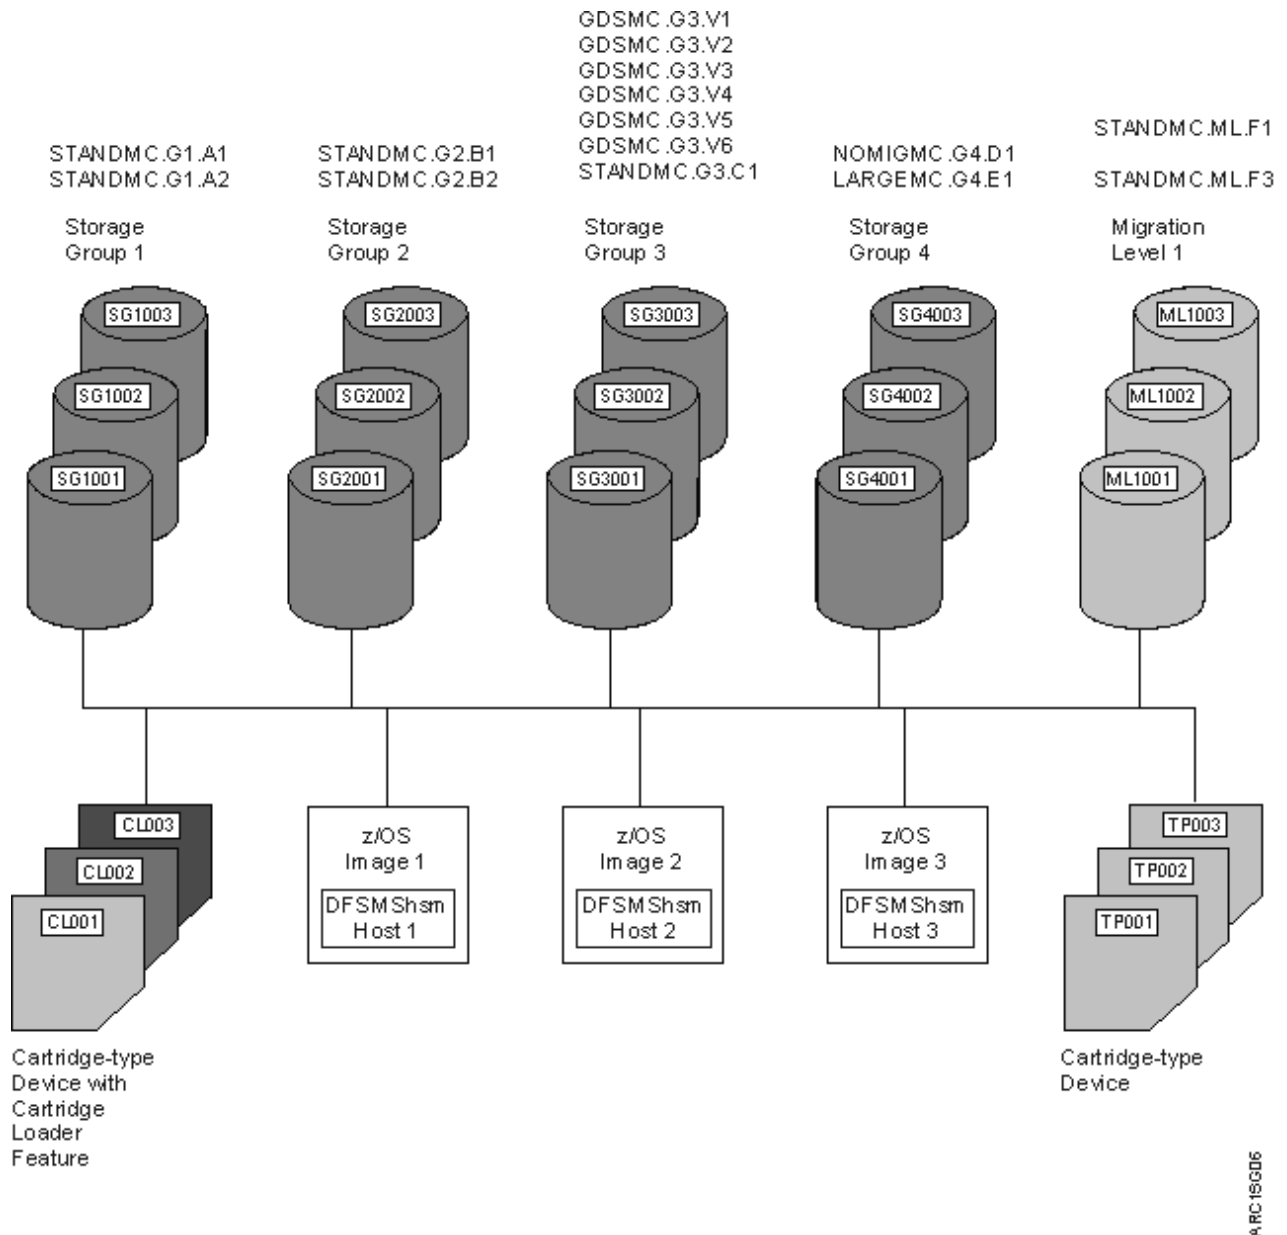 GDSMC.G3.V1
GDSMC.G3.V2
GDSMC.G3.V3
GDSMC.G3.V4
GDSMC.G3.V5
GDSMC.G3.V6
STANDMC.G3.C1
STANDMC.G1.A1
STANDMC.G1.A2
STANDMC.G2.B1
STANDMC.G2.B2
NOMIGMC.G4.D1
LARGEMC.G4.E1
STANDMC.ML.F1
STANDMC.ML.F3
Storage
Group 1
Storage
Group 2
Storage
Group 3
Storage
Group 4
Migration
Level 1
SG1003
SG1002
SG1001
SG2003
SG2002
SG2001
SG3003
SG3002
SG3001
SG4003
SG4002
SG4001
ML1003
ML1002
ML1001
CL003
CL002
CL001
z/OS
Image 1
DFSMShsm
Host 1
z/OS
Image 2
DFSMShsm
Host 2
z/OS
Image 3
DFSMShsm
Host 3
TP003
TP002
TP001
Cartridge-type
Device with
Cartridge
Loader
Feature
Cartridge-type
Device
ARC1SG06